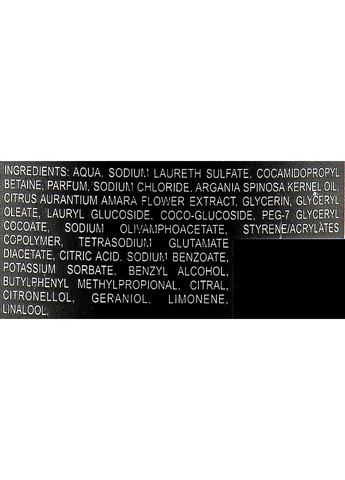 INGREDIENTS: AQUA, SODIUM LAURETH SULFATE, COCAMIDOPROPYL
BETAINE, PARFUM, SODIUM CHLORIDE, ARGANIA SPINOSA KERNEL OIL,
CITRUS AURANTIUM AMARA FLOWER EXTRACT, GLYCERIN, GLYCERYL
OLEATE, LAURYL GLUCOSIDE, COCO-GLUCOSIDE, PEG-7 GLYCERYL
COCOATE, SODIUM OLIVAMPHOACETATE, STYRENE/ACRYLATES
COPOLYMER, TETRASODIUM GLUTAMATE
DIACETATE, CITRIC ACID, SODIUM BENZOATE,
POTASSIUM SORBATE, BENZYL ALCOHOL,
BUTYLPHENYL METHYLPROPIONAL, CITRAL,
CITRONELLOL, GERANIOL, LIMONENE,
LINALOOL.